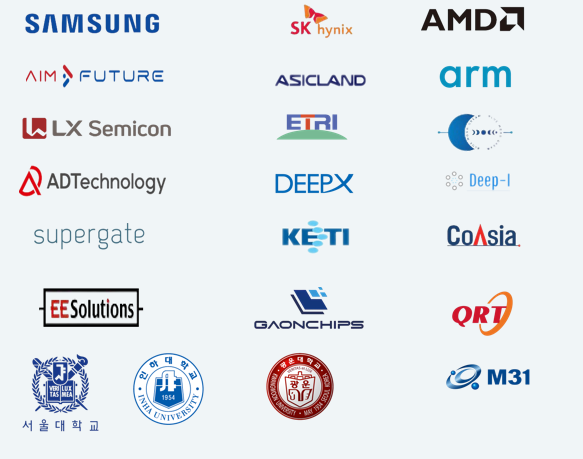 SAMSUNG
SK hynix
AMD
AIM FUTURE
ASICLAND
arm
LX Semicon
ETRI
ADTechnology
DEEPX
Deep-I
supergate
KETI
CoAsia
EESolutions
GAONCHIPS
QRT
VERI LUX TAS MEA
서울대학교
인하대학교
1954
INHA UNIVERSITY
광운대학교
광운
M31